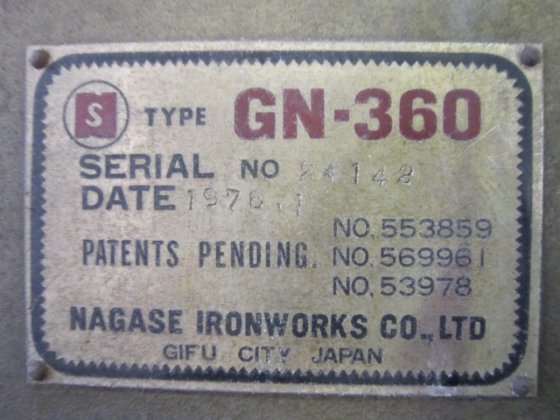 S TYPE GN-360
SERIAL NO 24142
DATE 1976.1
PATENTS PENDING. NO. 553859
NO. 569961
NO. 53978
NAGASE IRONWORKS CO., LTD
GIFU CITY JAPAN